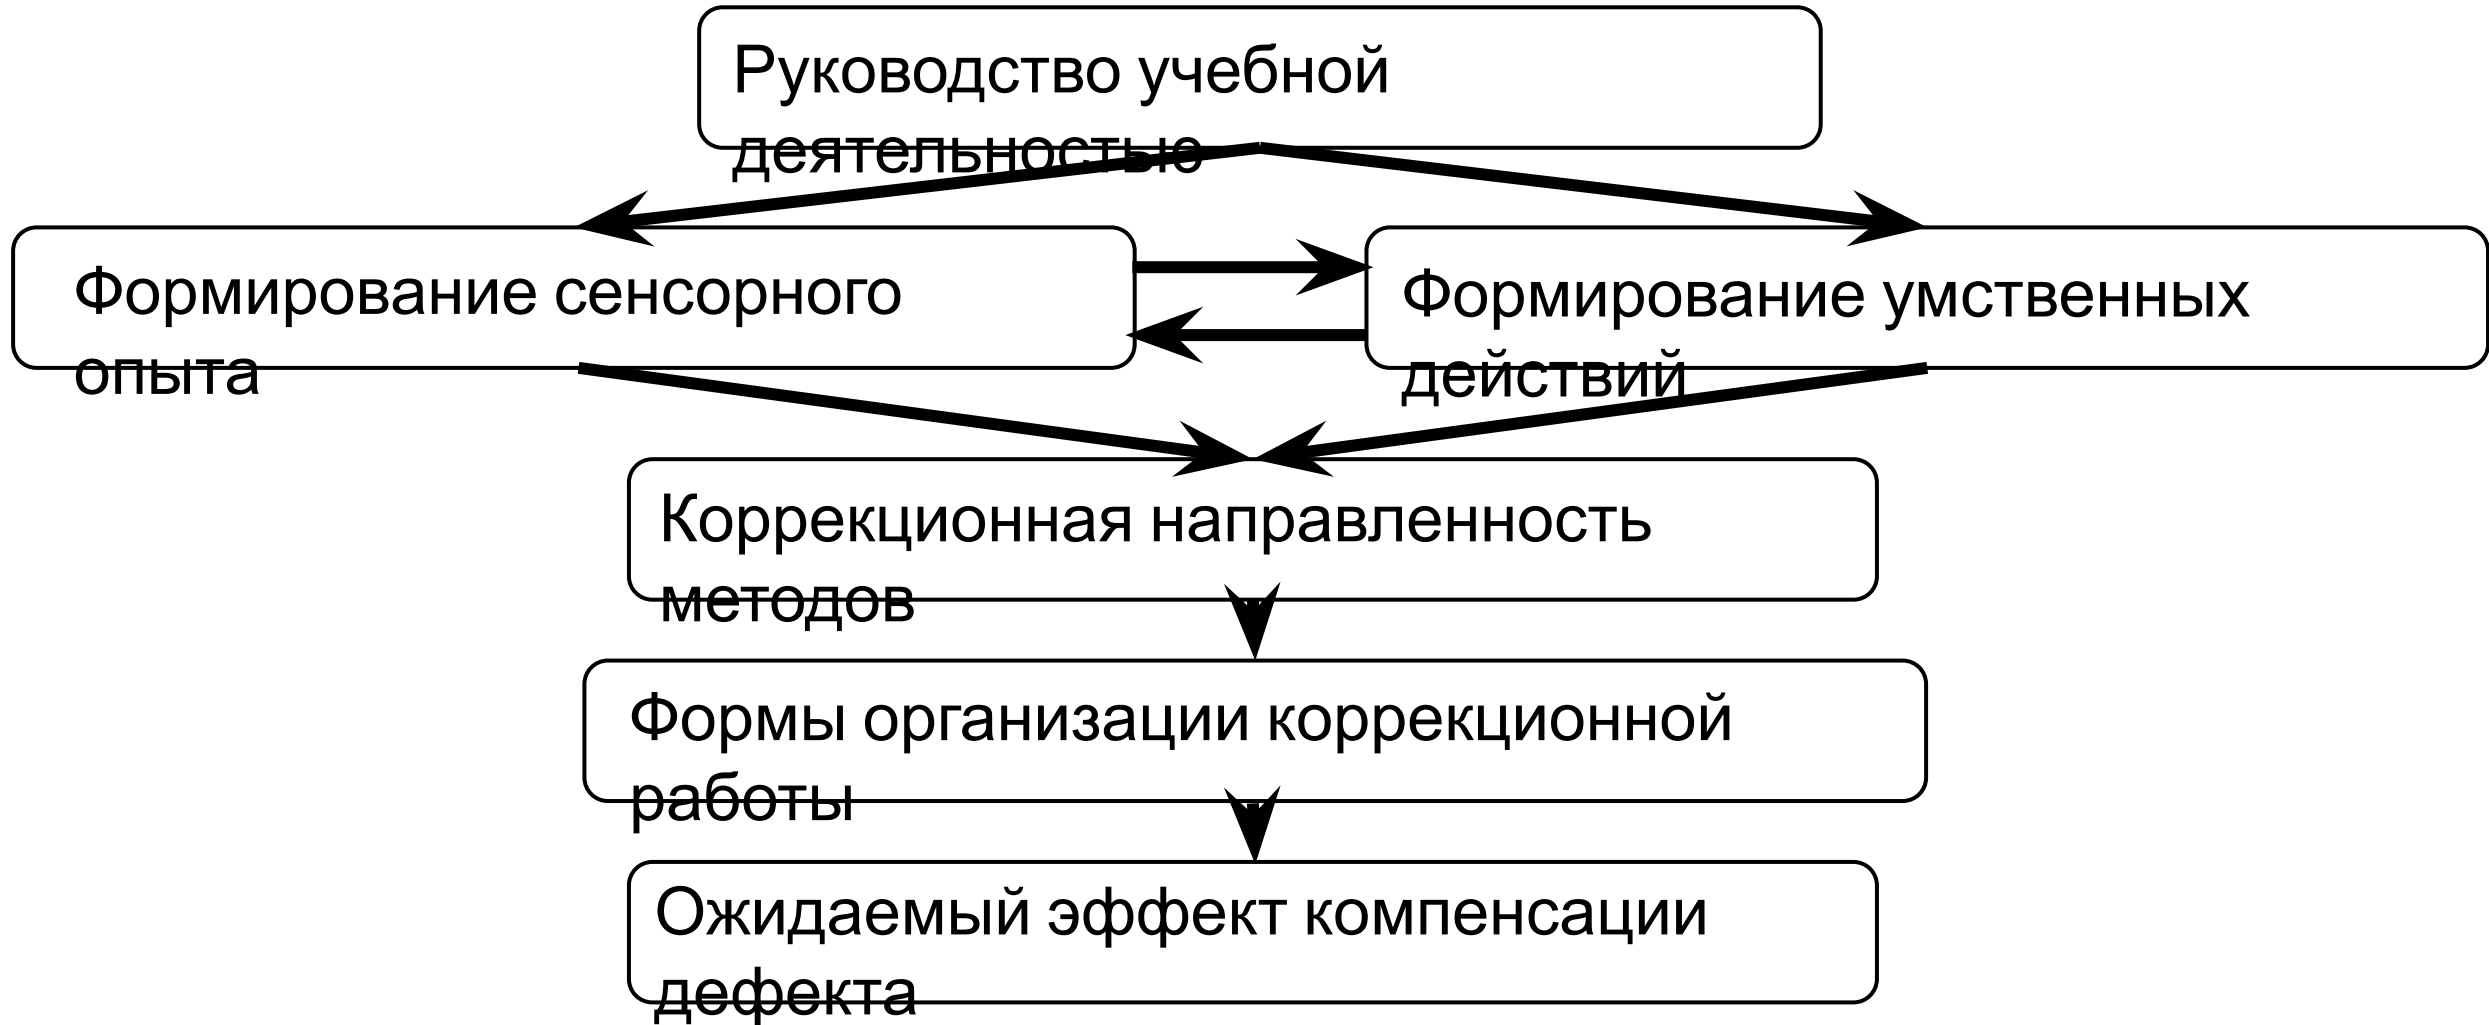 Руководство учебной
деятельностью
Формирование сенсорного
опыта
Формирование умственных
действий
Коррекционная направленность
методов
Формы организации коррекционной
работы
Ожидаемый эффект компенсации
дефекта